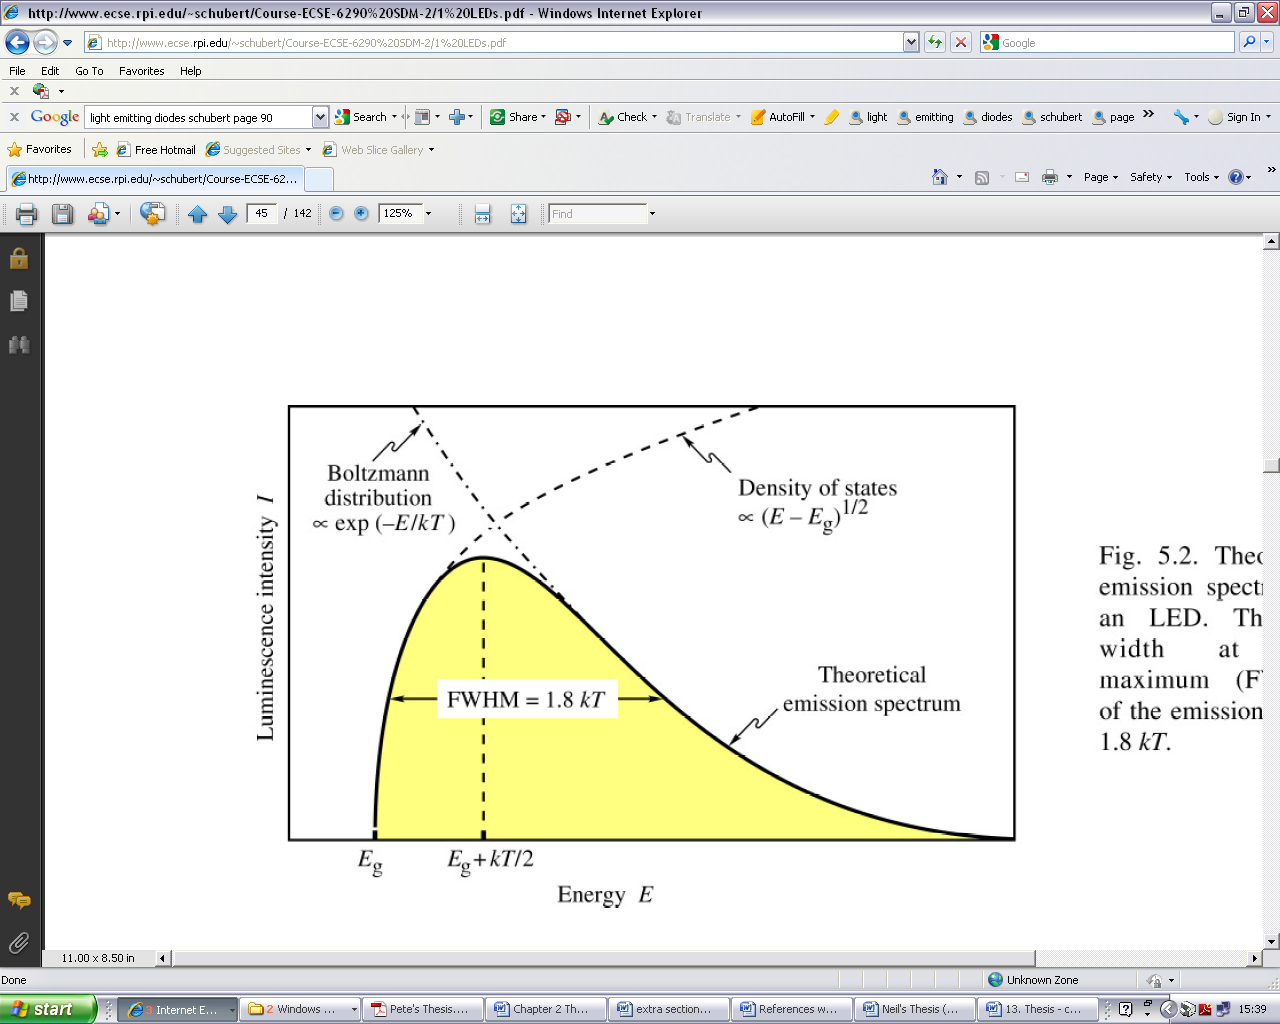 http://www.ecse.rpi.edu/~schubert/Course-ECSE-6290%20SDM-2/1%20LEDs.pdf - Windows Internet Explorer
http://www.ecse.rpi.edu/~schubert/Course-ECSE-6290%20SDM-2/1%20LEDs.pdf
Google
File Edit Go To Favorites Help
X
X Google light emitting diodes schubert page 90 Search Share Check Translate AutoFill light emitting diodes schubert page » Sign In
Favorites Free Hotmail Suggested Sites Web Slice Gallery
http://www.ecse.rpi.edu/~schubert/Course-ECSE-62... Page Safety Tools »
45 / 142 125% Find
Boltzmann
distribution
∝ exp (–E/kT )
Density of states
∝ (E – Eg)1/2
Luminescence intensity I
FWHM = 1.8 kT
Theoretical
emission spectrum
Eg
Eg+kT/2
Energy E
Fig. 5.2. Theo
emission spect
an LED. Th
width at
maximum (F
of the emission
1.8 kT.
11.00 x 8.50 in
Done Unknown Zone
start 3 Internet E... 2 Windows ... Pete's Thesis.... Chapter 2 Th... extra section... References w... Neil's Thesis (... 13. Thesis - c... 15:39